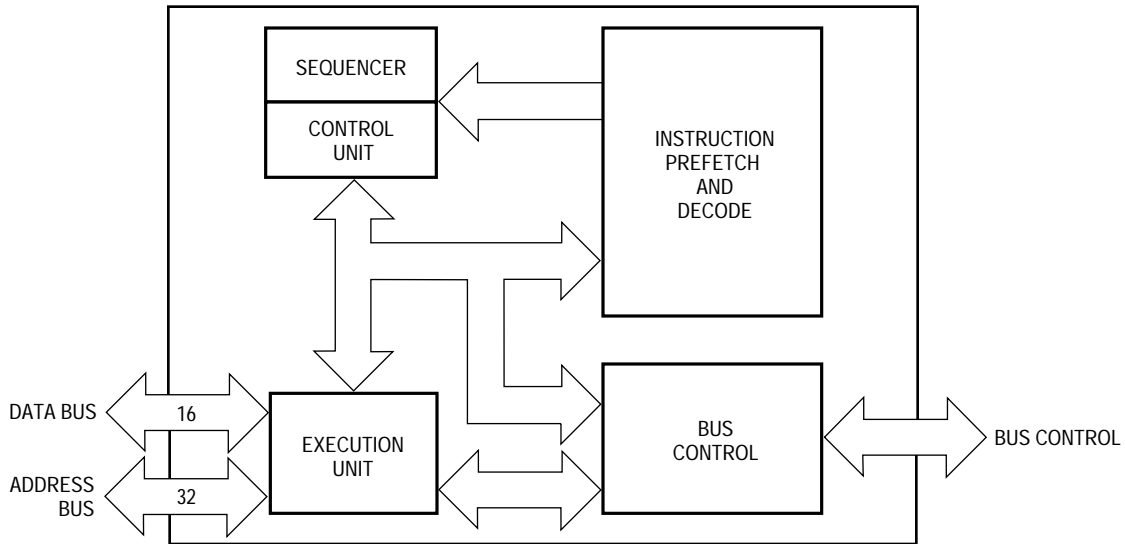 SEQUENCER
CONTROL
UNIT
INSTRUCTION
PREFETCH
AND
DECODE
DATA BUS
16
EXECUTION
UNIT
BUS
CONTROL
BUS CONTROL
ADDRESS
BUS
32